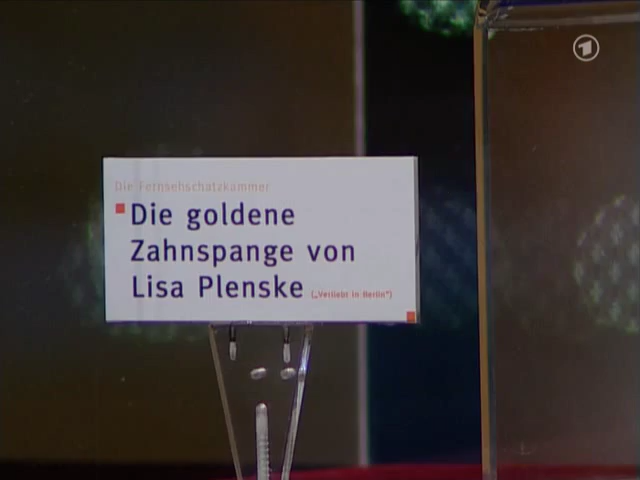 1
Die Fernsehschatzkammer
Die goldene
Zahnspange von
Lisa Plenske („Verliebt in Berlin")